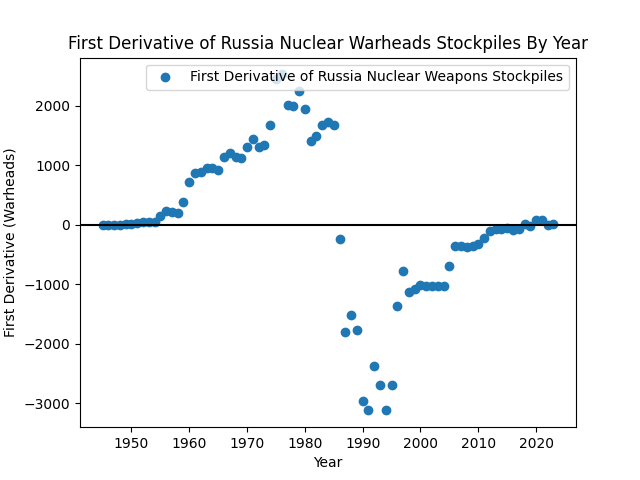 First Derivative of Russia Nuclear Warheads Stockpiles By Year
First Derivative of Russia Nuclear Weapons Stockpiles
2000
1000
0
−1000
−2000
−3000
First Derivative (Warheads)
1950 1960 1970 1980 1990 2000 2010 2020
Year